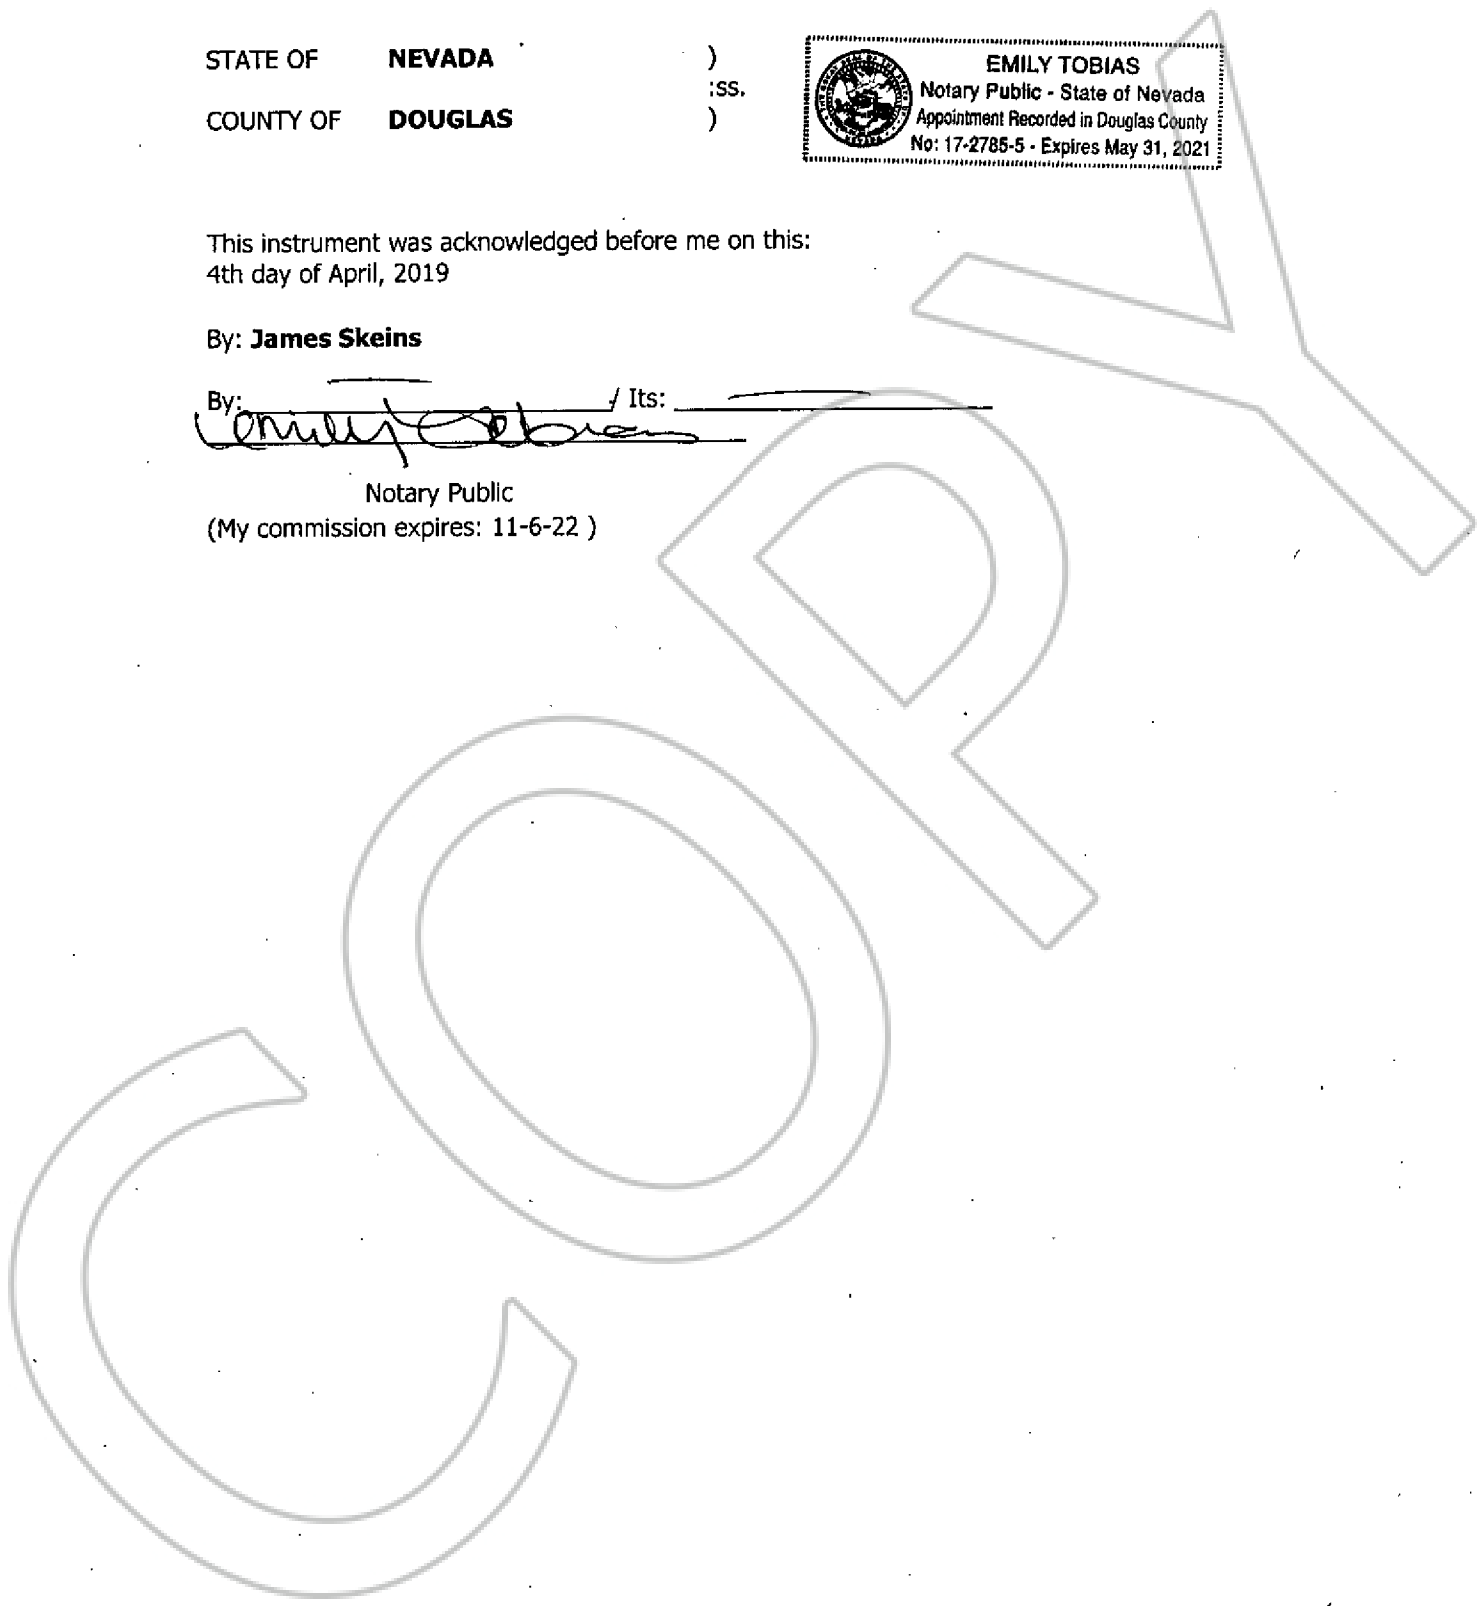 STATE OF NEVADA )
:ss.
COUNTY OF DOUGLAS )
EMILY TOBIAS
Notary Public - State of Nevada
Appointment Recorded in Douglas County
No: 17-2785-5 - Expires May 31, 2021
This instrument was acknowledged before me on this:
4th day of April, 2019
By: James Skeins
By: / Its:
Emily Tobias
Notary Public
(My commission expires: 11-6-22 )
COPY